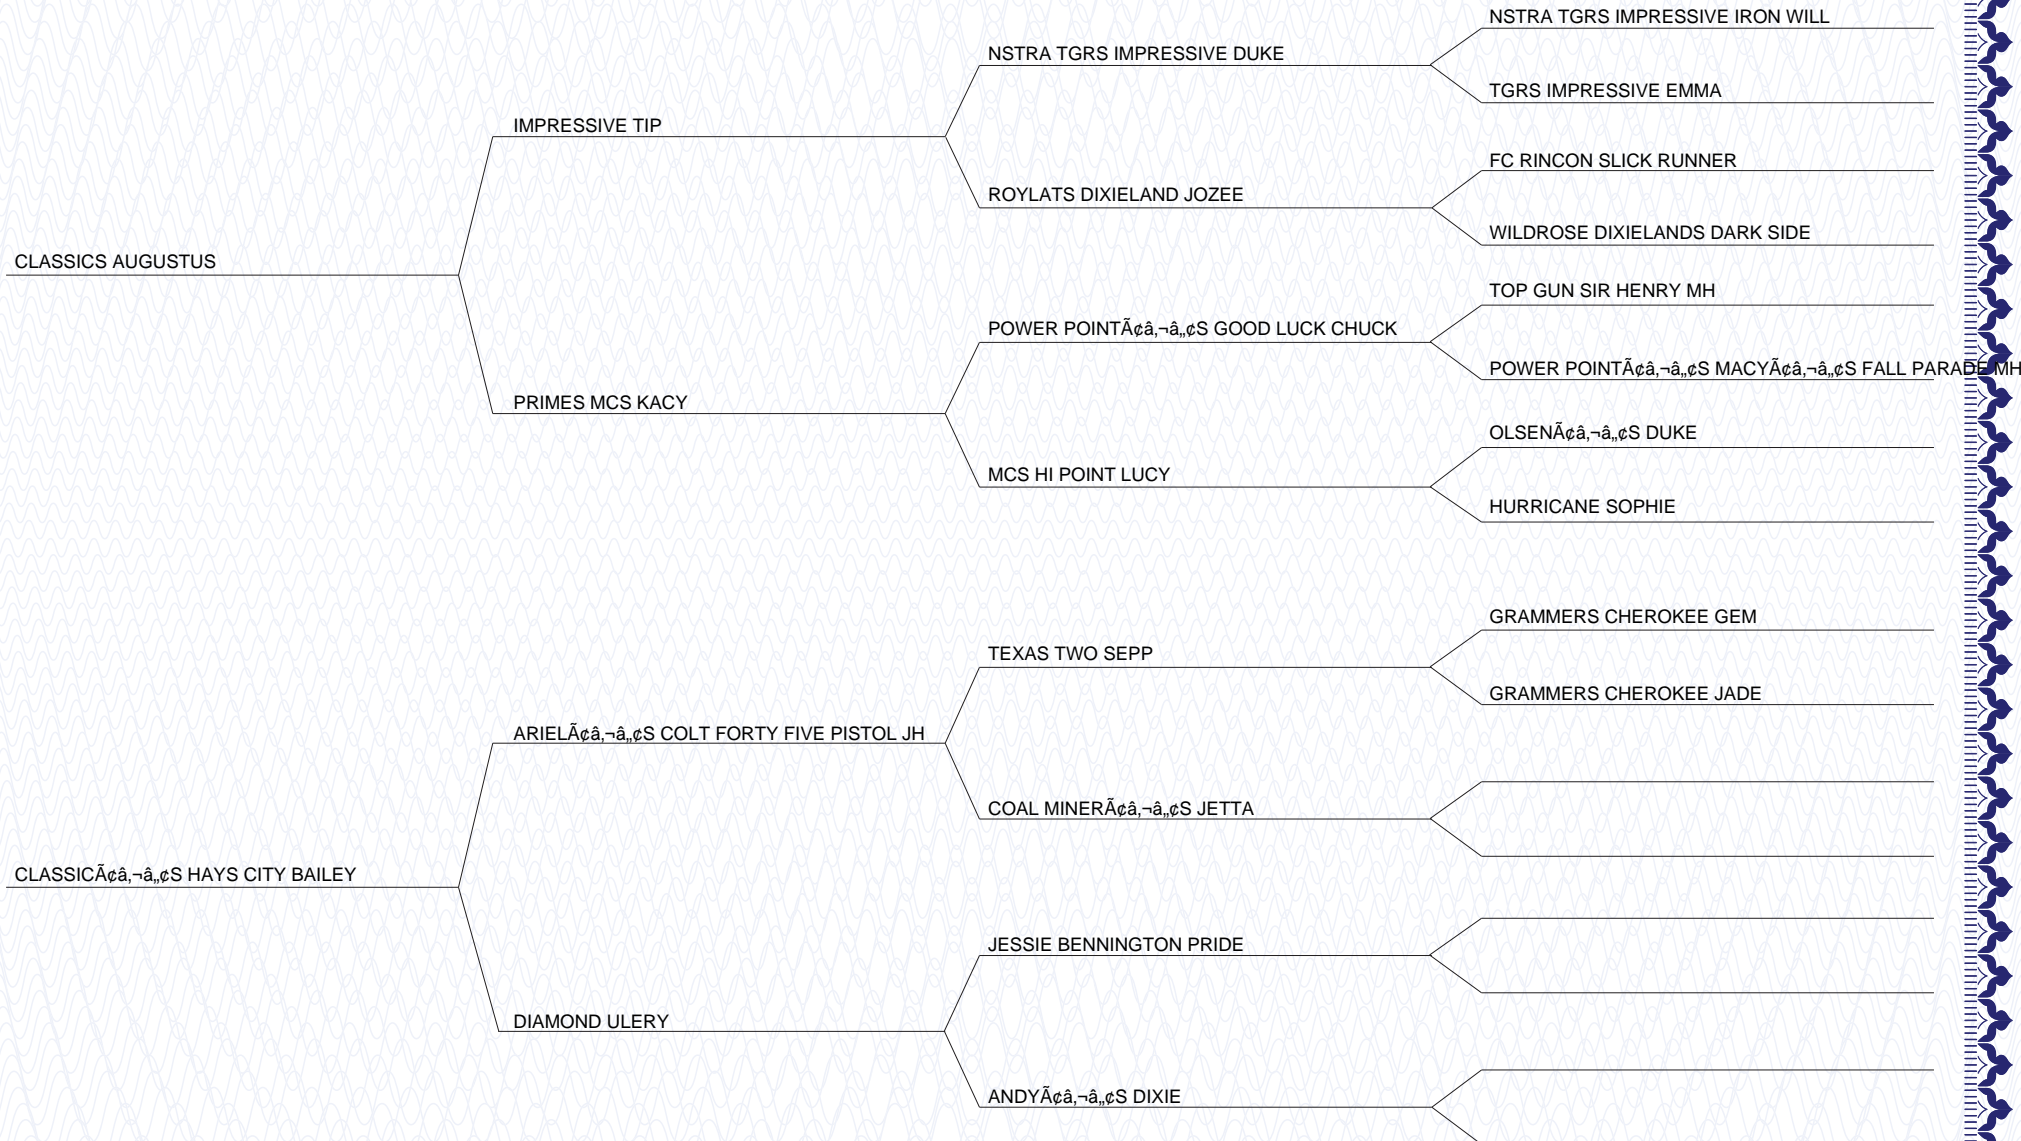 NSTRA TGRS IMPRESSIVE IRON WILL
NSTRA TGRS IMPRESSIVE DUKE
TGRS IMPRESSIVE EMMA
IMPRESSIVE TIP
FC RINCON SLICK RUNNER
ROYLATS DIXIELAND JOZEE
WILDROSE DIXIELANDS DARK SIDE
CLASSICS AUGUSTUS
TOP GUN SIR HENRY MH
POWER POINTÃ¢â‚¬â„¢S GOOD LUCK CHUCK
POWER POINTÃ¢â‚¬â„¢S MACYÃ¢â‚¬â„¢S FALL PARADE MH
PRIMES MCS KACY
OLSENÃ¢â‚¬â„¢S DUKE
MCS HI POINT LUCY
HURRICANE SOPHIE
GRAMMERS CHEROKEE GEM
TEXAS TWO SEPP
GRAMMERS CHEROKEE JADE
ARIELÃ¢â‚¬â„¢S COLT FORTY FIVE PISTOL JH
COAL MINERÃ¢â‚¬â„¢S JETTA
CLASSICÃ¢â‚¬â„¢S HAYS CITY BAILEY
JESSIE BENNINGTON PRIDE
DIAMOND ULERY
ANDYÃ¢â‚¬â„¢S DIXIE